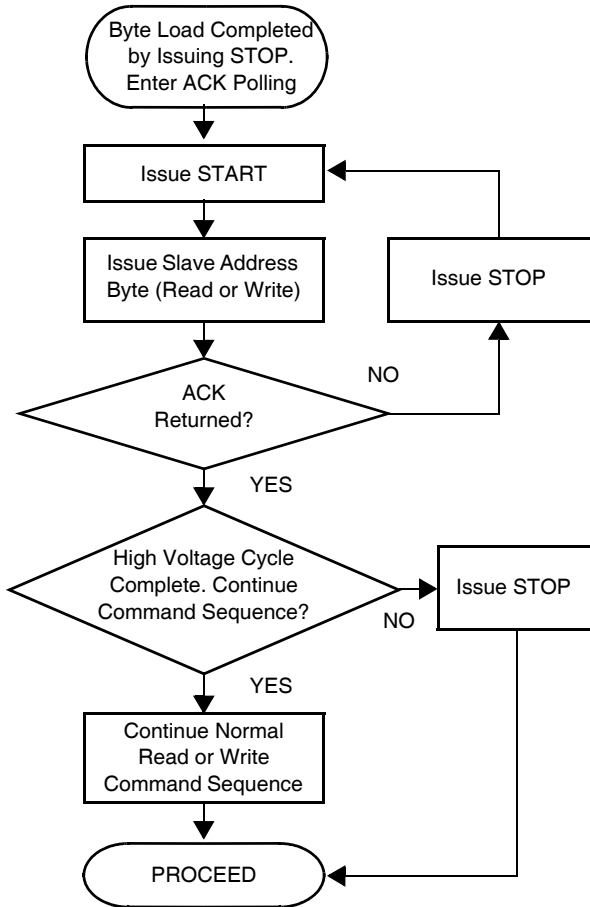 Byte Load Completed
by Issuing STOP.
Enter ACK Polling
Issue START
Issue Slave Address
Byte (Read or Write)
Issue STOP
ACK
Returned?
NO
YES
High Voltage Cycle
Complete. Continue
Command Sequence?
Issue STOP
NO
YES
Continue Normal
Read or Write
Command Sequence
PROCEED